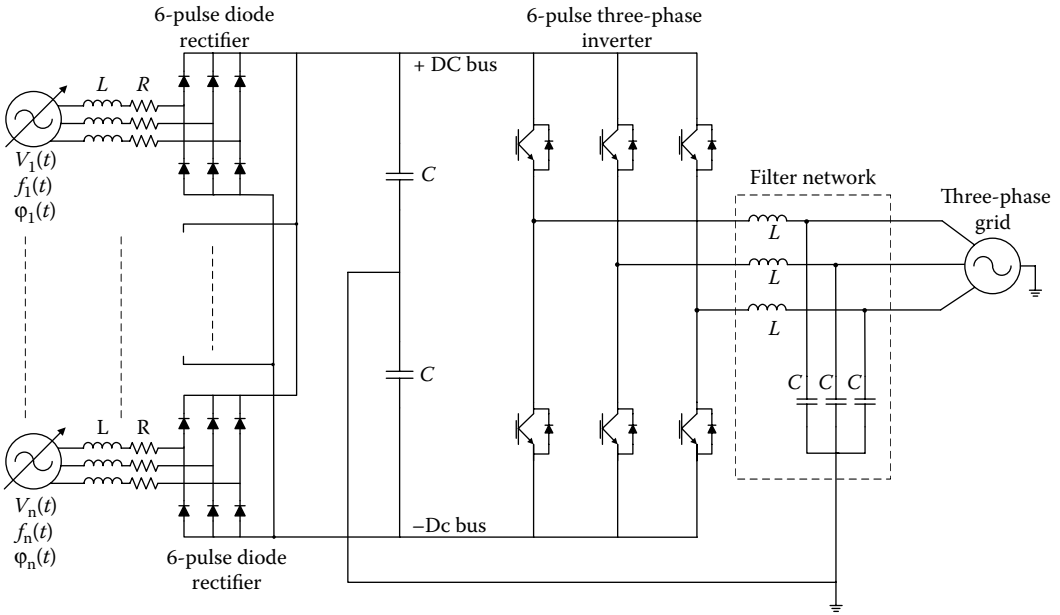 6-pulse diode
rectifier
6-pulse three-phase
inverter
L
R
+ DC bus
V1(t)
f1(t)
φ1(t)
C
Filter network
Three-phase
grid
L
L
L
C
C
C
C
L
R
Vn(t)
fn(t)
φn(t)
–Dc bus
6-pulse diode
rectifier